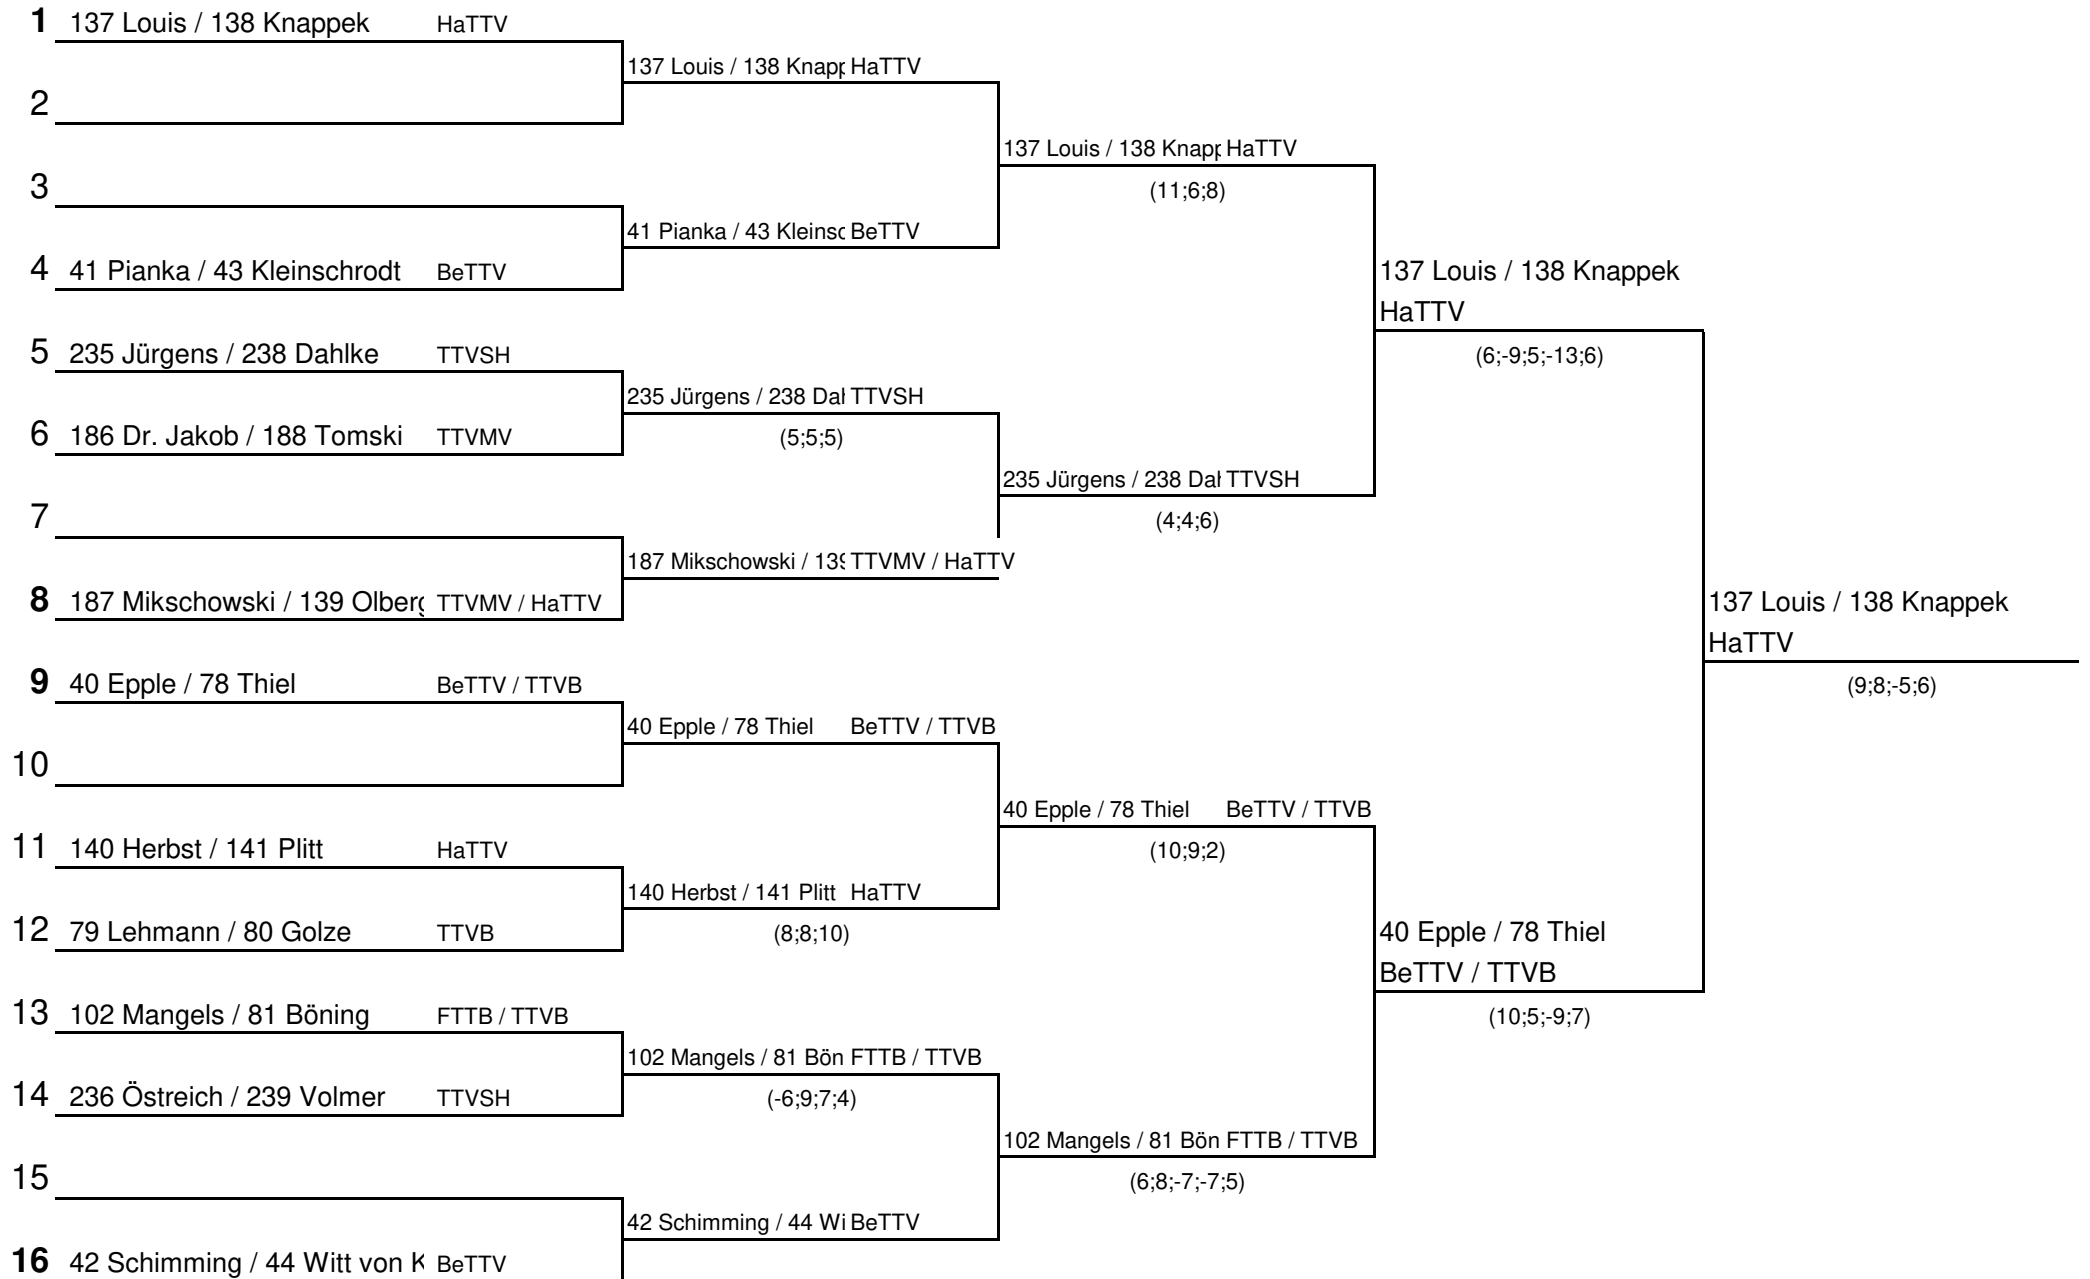 1 137 Louis / 138 Knappek HaTTV
137 Louis / 138 Knapp HaTTV
2
137 Louis / 138 Knapp HaTTV
3
(11;6;8)
41 Pianka / 43 Kleinsc BeTTV
4 41 Pianka / 43 Kleinschrodt BeTTV
137 Louis / 138 Knappek
HaTTV
5 235 Jürgens / 238 Dahlke TTVSH
(6;-9;5;-13;6)
235 Jürgens / 238 Dah TTVSH
6 186 Dr. Jakob / 188 Tomski TTVMV
(5;5;5)
235 Jürgens / 238 Dah TTVSH
7
(4;4;6)
187 Mikschowski / 139 TTVMV / HaTTV
8 187 Mikschowski / 139 Olberg TTVMV / HaTTV
137 Louis / 138 Knappek
HaTTV
9 40 Epple / 78 Thiel BeTTV / TTVB
(9;8;-5;6)
40 Epple / 78 Thiel BeTTV / TTVB
10
40 Epple / 78 Thiel BeTTV / TTVB
11 140 Herbst / 141 Plitt HaTTV
(10;9;2)
140 Herbst / 141 Plitt HaTTV
12 79 Lehmann / 80 Golze TTVB
(8;8;10)
40 Epple / 78 Thiel
BeTTV / TTVB
13 102 Mangels / 81 Böning FTTB / TTVB
(10;5;-9;7)
102 Mangels / 81 Bön FTTB / TTVB
14 236 Östreich / 239 Volmer TTVSH
(-6;9;7;4)
102 Mangels / 81 Bön FTTB / TTVB
15
(6;8;-7;-7;5)
42 Schimming / 44 Wi BeTTV
16 42 Schimming / 44 Witt von K BeTTV